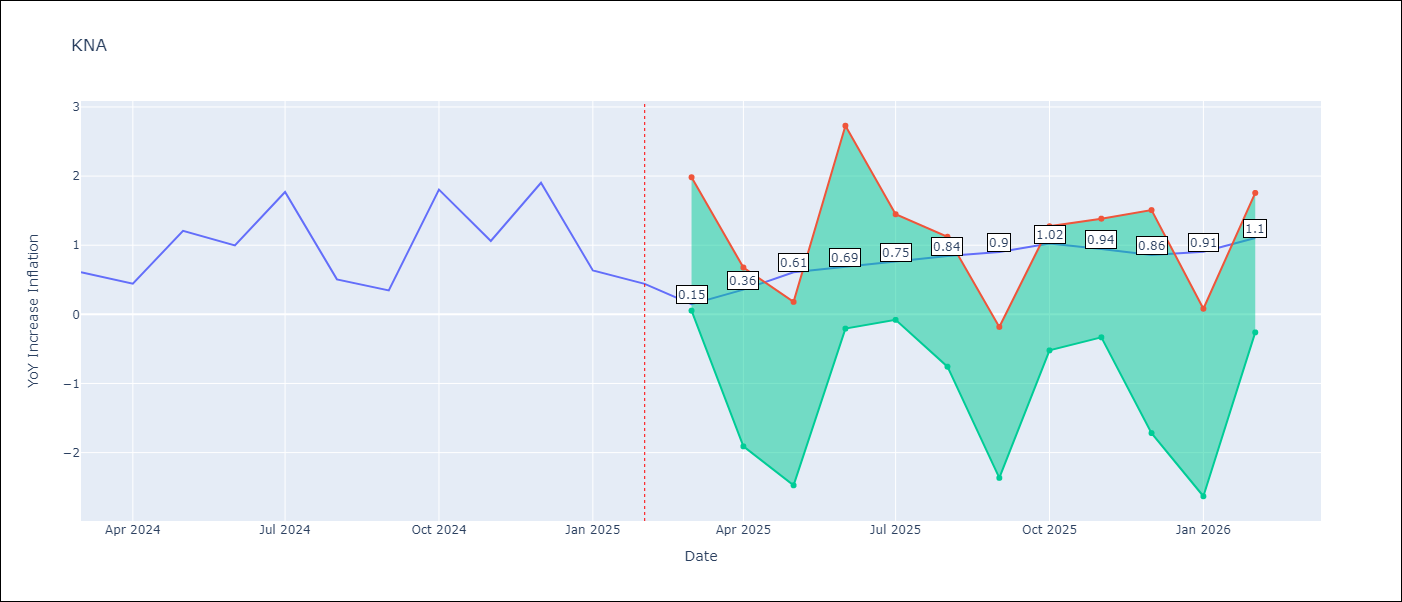 KNA
3
2
1
0
−1
−2
YoY Increase Inflation
0.15
0.36
0.61
0.69
0.75
0.84
0.9
1.02
0.94
0.86
0.91
1.1
Apr 2024
Jul 2024
Oct 2024
Jan 2025
Apr 2025
Jul 2025
Oct 2025
Jan 2026
Date